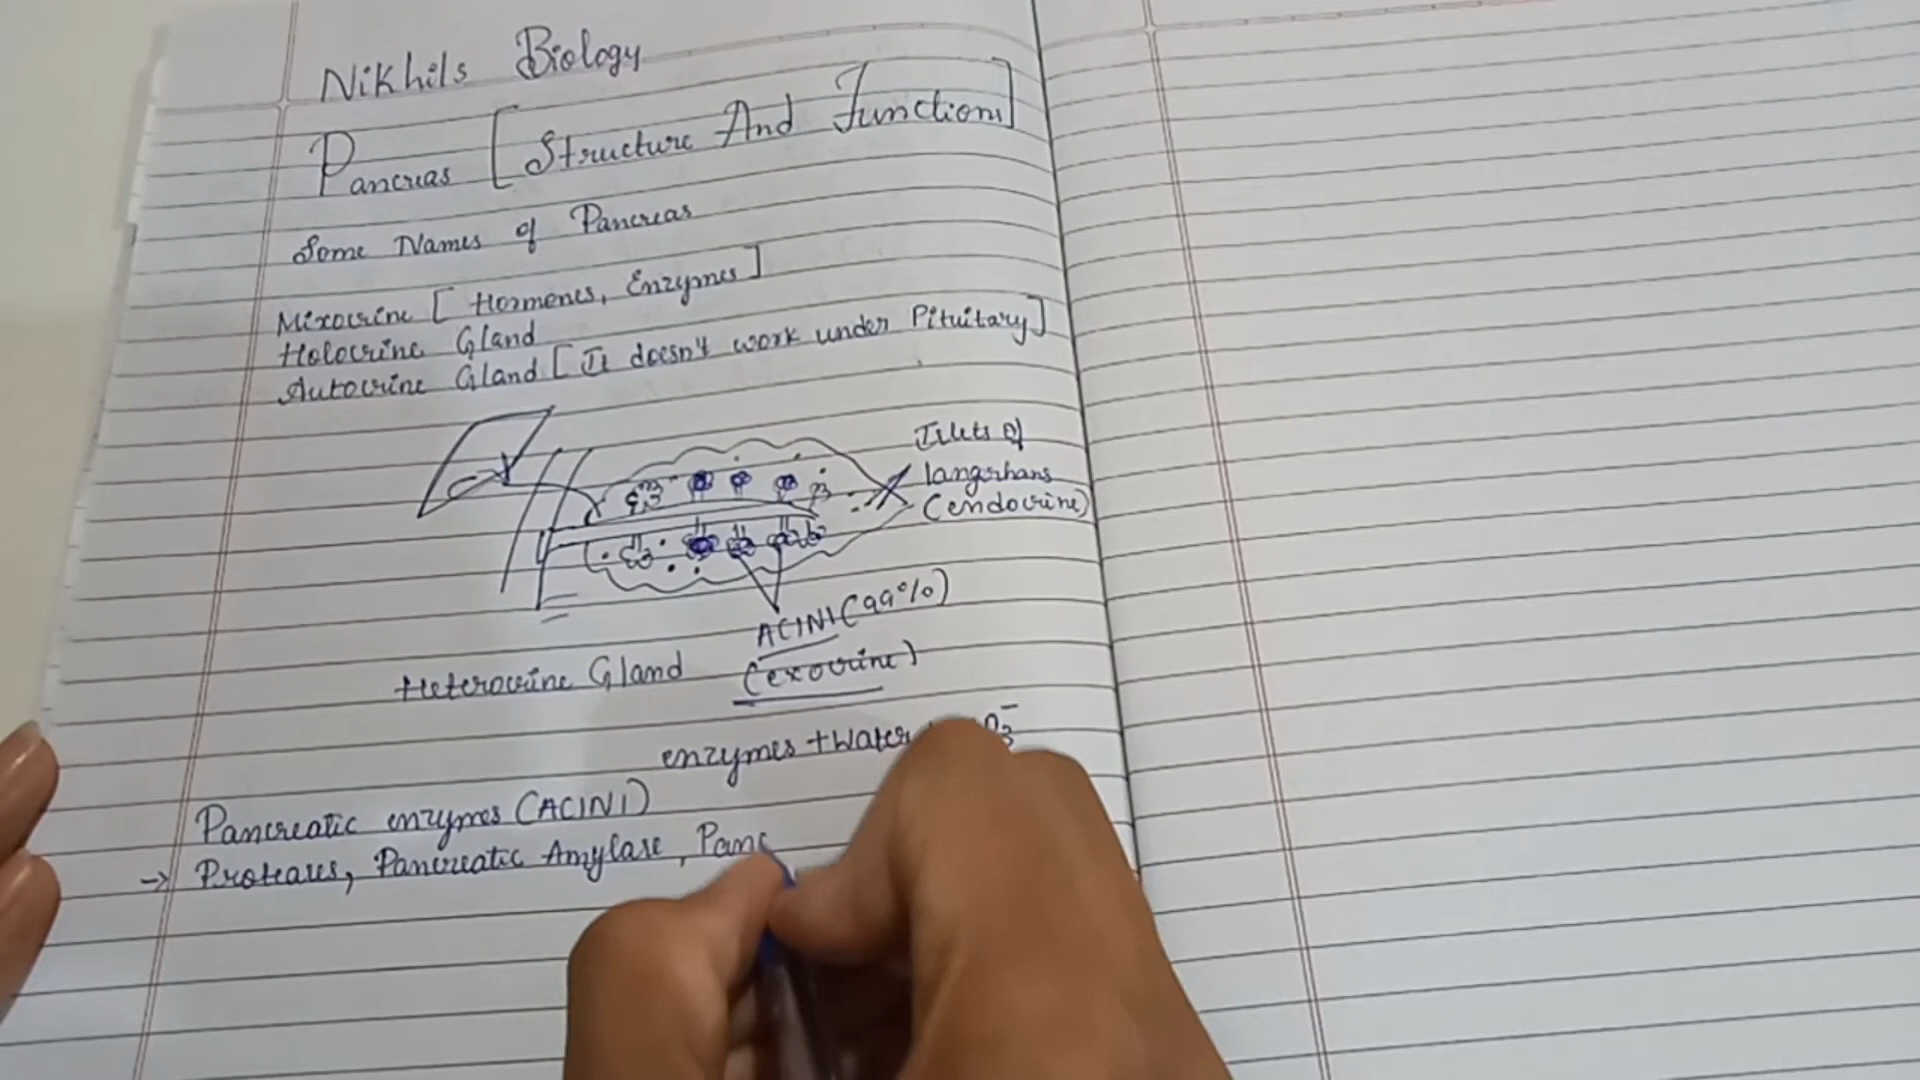 Nikhils Biology
Pancreas [Structure And Function]
Some Names of Pancreas
Mixocrine [Hormones, Enzymes]
Holocrine Gland
Autocrine Gland [It doesn't work under Pituitary]
Islets of
langerhans
(endocrine)
ACINI (99%)
Heterocrine Gland (exocrine)
enzymes + Water
Pancreatic enzymes (ACINI)
→ Proteases, Pancreatic Amylase, Panc